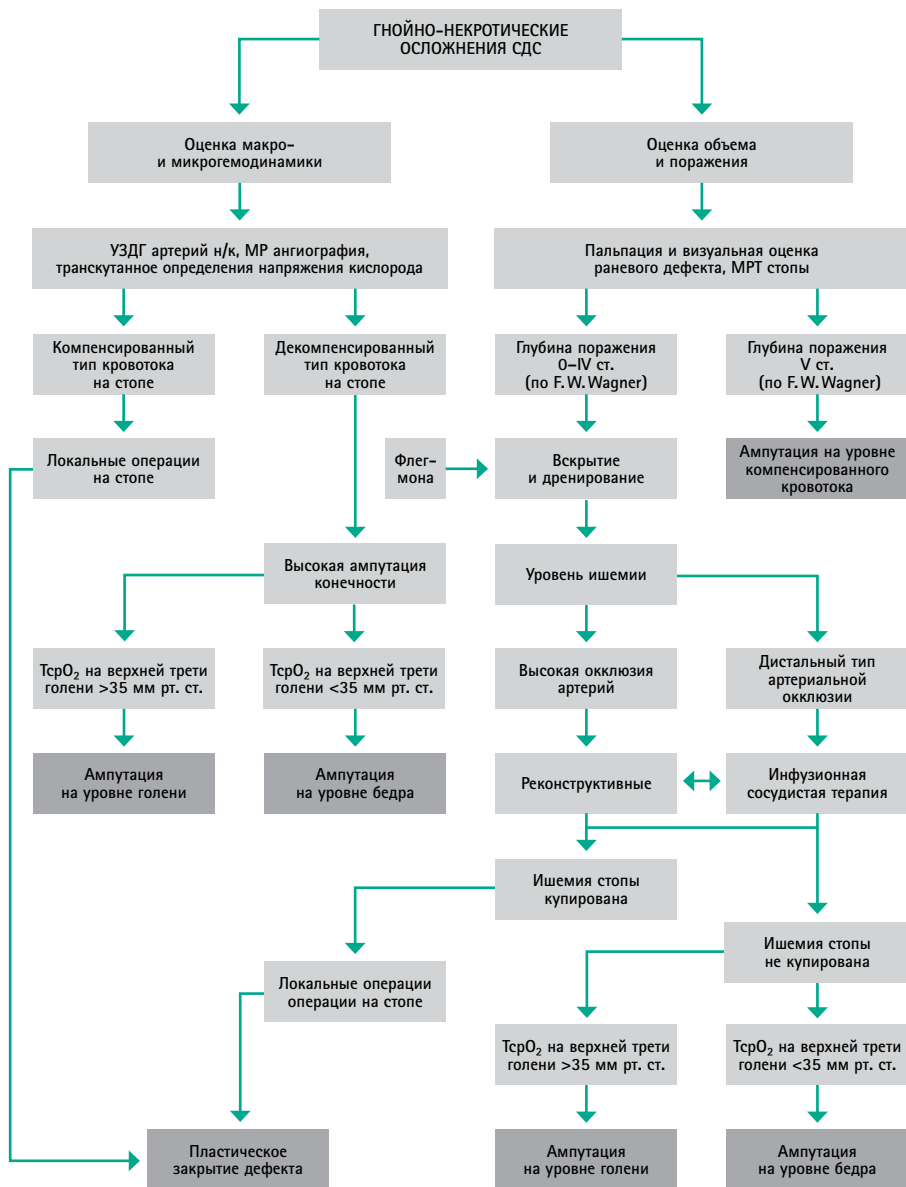 ГНОЙНО-НЕКРОТИЧЕСКИЕ
ОСЛОЖНЕНИЯ СДС
Оценка макро-
и микрогемодинамики
Оценка объема
и поражения
УЗДГ артерий н/к, МР ангиография,
транскутанное определения напряжения кислорода
Пальпация и визуальная оценка
раневого дефекта, МРТ стопы
Компенсированный
тип кровотока
на стопе
Декомпенсированный
тип кровотока
на стопе
Глубина поражения
0–IV ст.
(по F. W. Wagner)
Глубина поражения
V ст.
(по F. W. Wagner)
Локальные операции
на стопе
Флег-
мона
Вскрытие
и дренирование
Ампутация на уровне
компенсированного
кровотока
Высокая ампутация
конечности
Уровень ишемии
TcpO₂ на верхней трети
голени >35 мм рт. ст.
TcpO₂ на верхней трети
голени <35 мм рт. ст.
Высокая окклюзия
артерий
Дистальный тип
артериальной
окклюзии
Ампутация
на уровне голени
Ампутация
на уровне бедра
Реконструктивные
Инфузионная
сосудистая терапия
Ишемия стопы
купирована
Ишемия стопы
не купирована
Локальные операции
операции на стопе
TcpO₂ на верхней трети
голени >35 мм рт. ст.
TcpO₂ на верхней трети
голени <35 мм рт. ст.
Пластическое
закрытие дефекта
Ампутация
на уровне голени
Ампутация
на уровне бедра